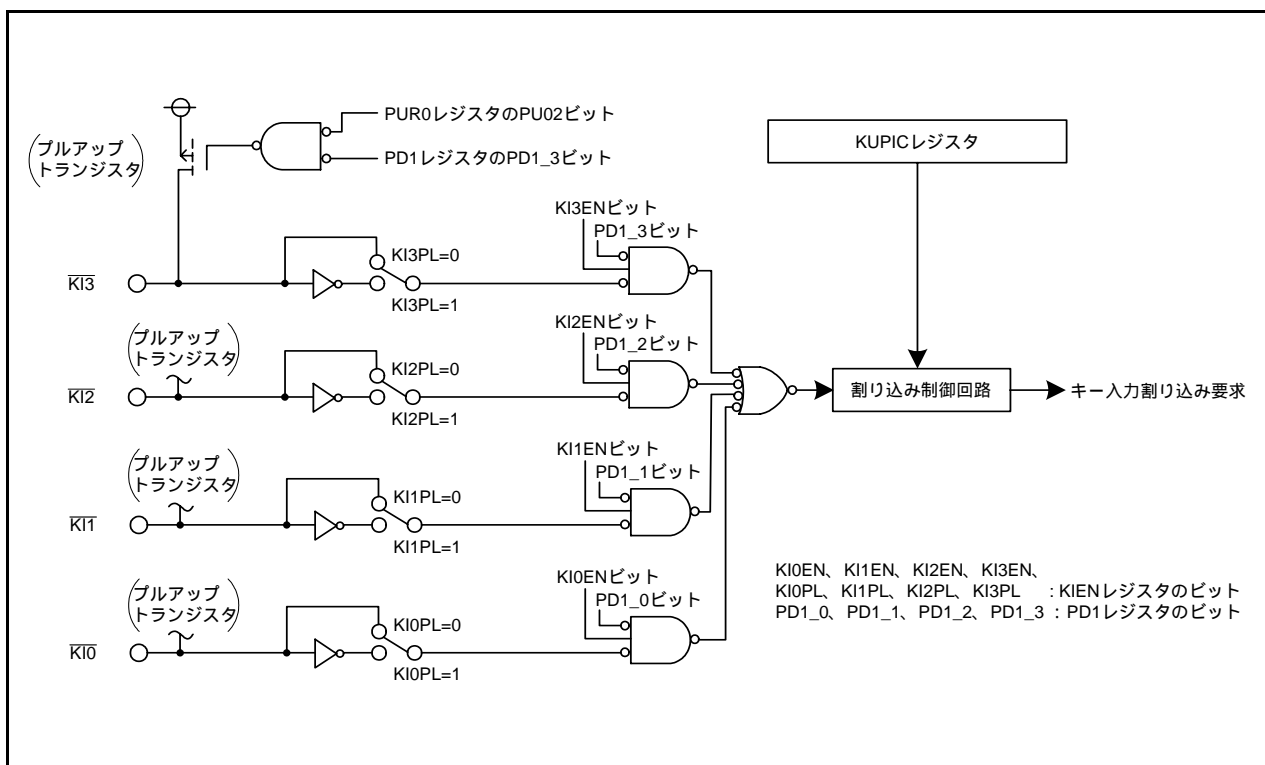 PUR0レジスタのPU02ビット
PD1レジスタのPD1_3ビット
(プルアップ
トランジスタ)
KUPICレジスタ
KI3ENビット
PD1_3ビット
KI3PL=0
KI3
KI3PL=1
(プルアップ
トランジスタ)
KI2ENビット
PD1_2ビット
KI2PL=0
KI2
KI2PL=1
割り込み制御回路
キー入力割り込み要求
(プルアップ
トランジスタ)
KI1ENビット
PD1_1ビット
KI1PL=0
KI1
KI1PL=1
(プルアップ
トランジスタ)
KI0ENビット
PD1_0ビット
KI0PL=0
KI0
KI0PL=1
KI0EN、KI1EN、KI2EN、KI3EN、
KI0PL、KI1PL、KI2PL、KI3PL : KIENレジスタのビット
PD1_0、PD1_1、PD1_2、PD1_3 : PD1レジスタのビット